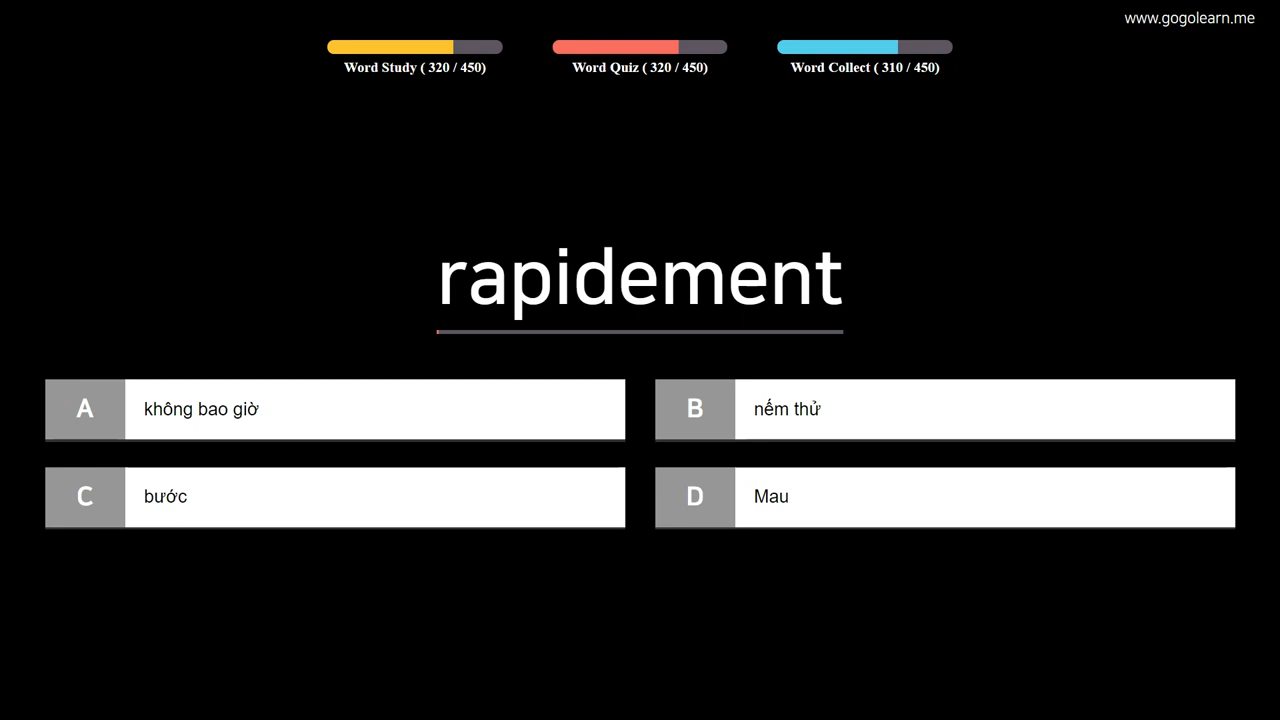 www.gogolearn.me
Word Study ( 320 / 450)
Word Quiz ( 320 / 450)
Word Collect ( 310 / 450)
rapidement
A không bao giờ
B nếm thử
C bước
D Mau